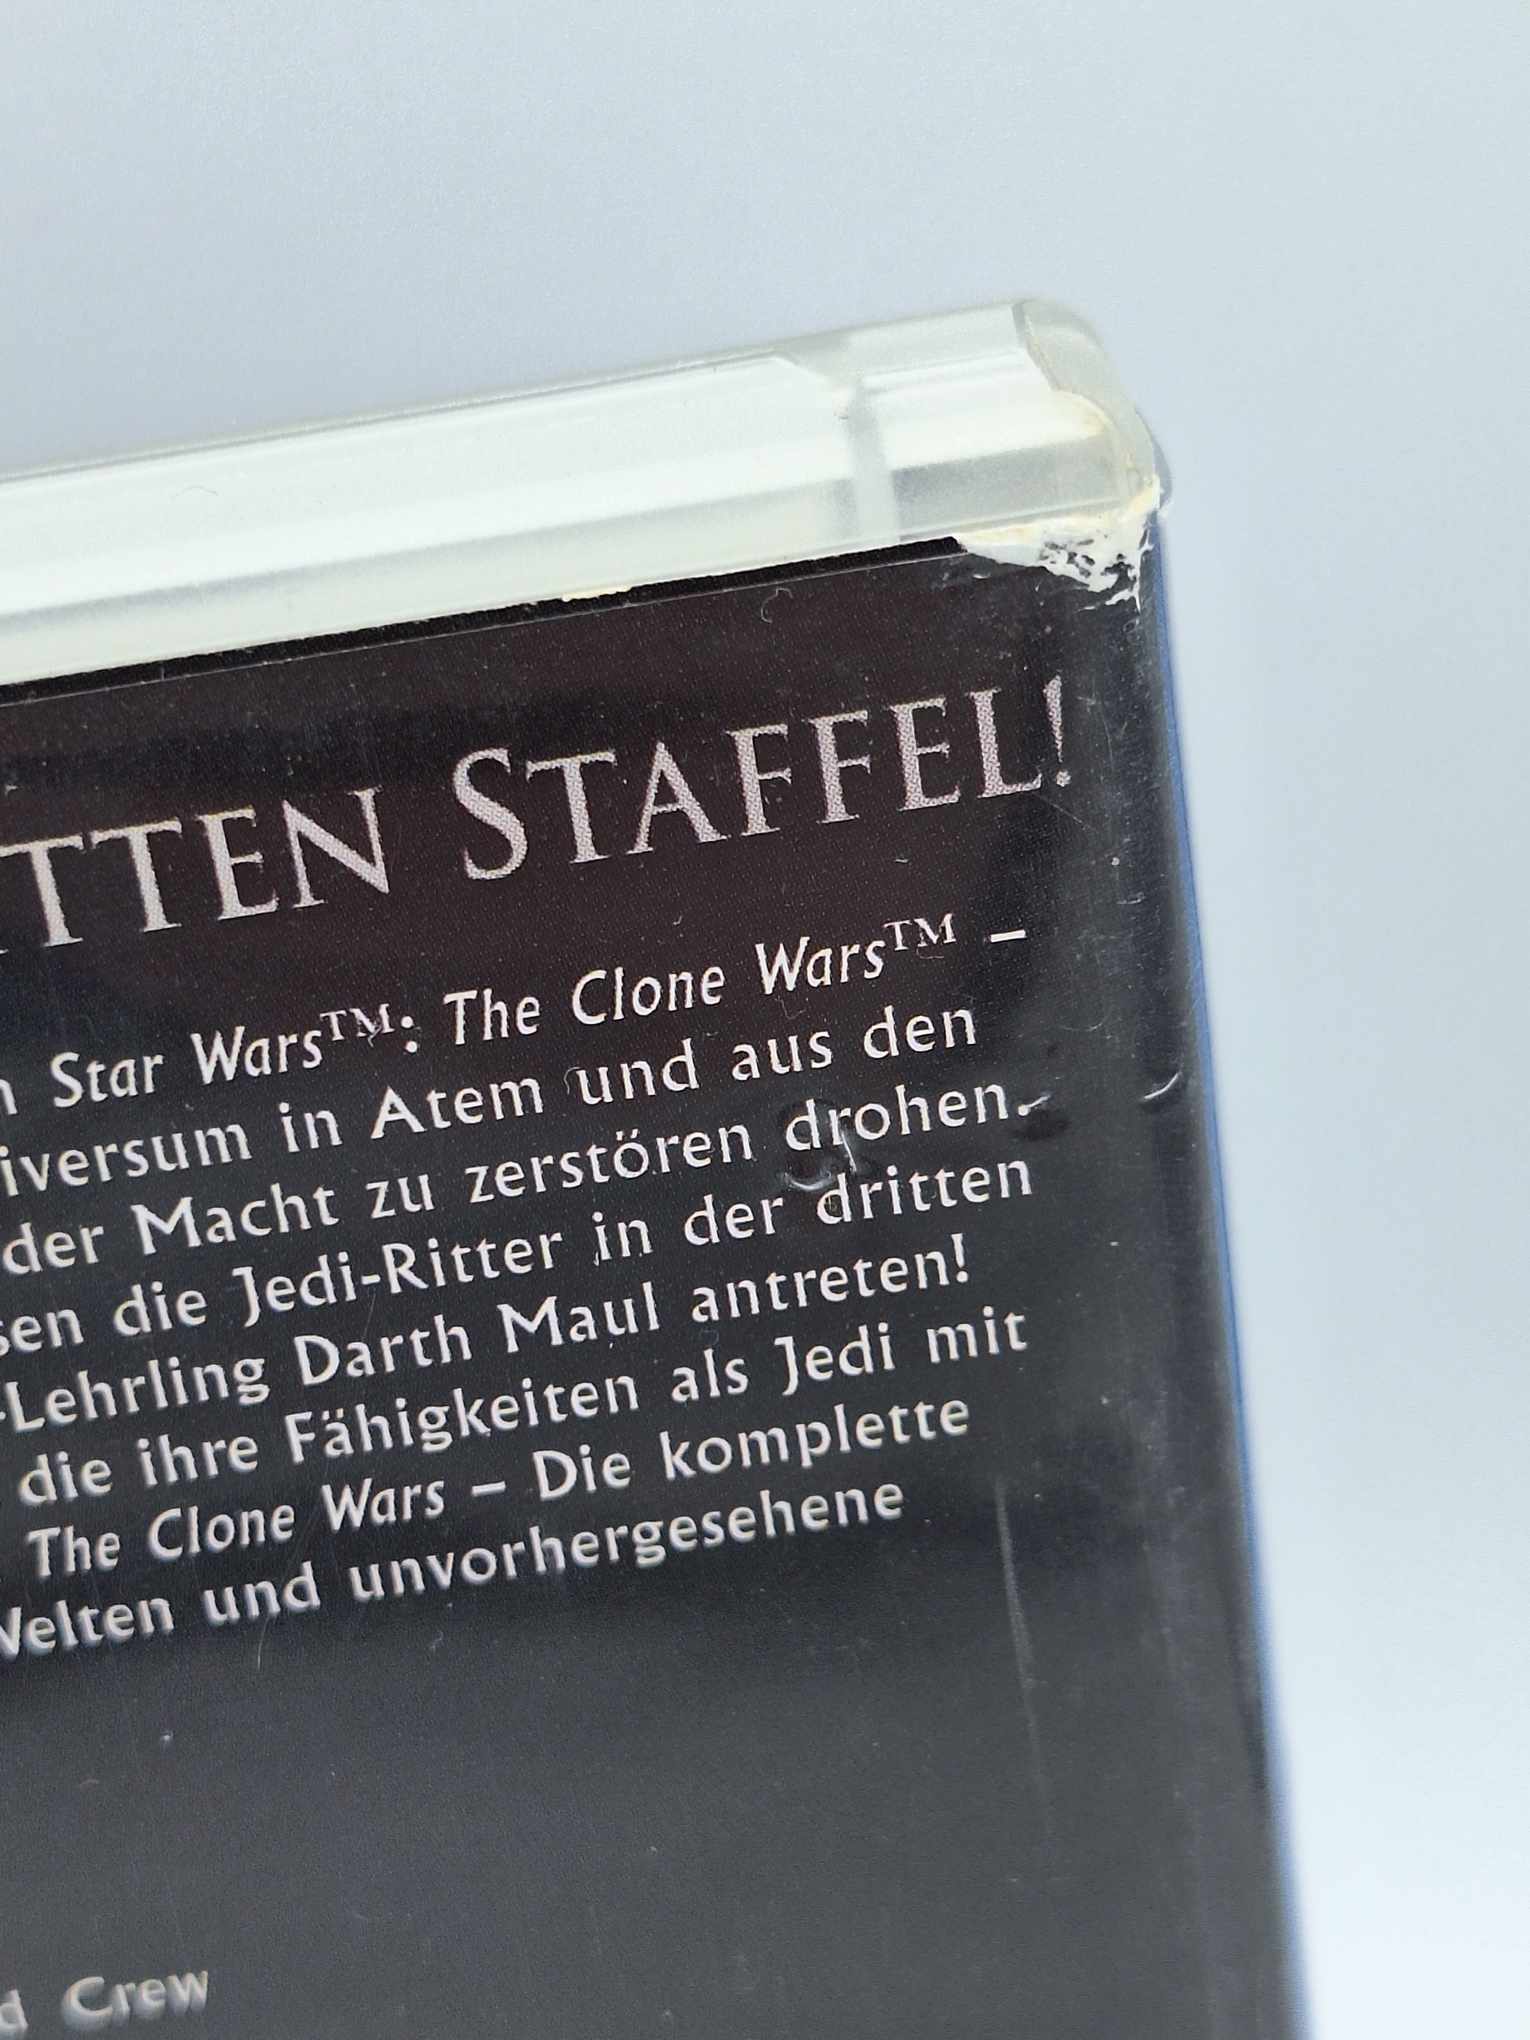 TTEN STAFFEL!
Star Wars™: The Clone Wars™ –
iversum in Atem und aus den
der Macht zu zerstören drohen.
sen die Jedi-Ritter in der dritten
-Lehrling Darth Maul antreten!
die ihre Fähigkeiten als Jedi mit
The Clone Wars – Die komplette
Welten und unvorhergesehene
d Crew